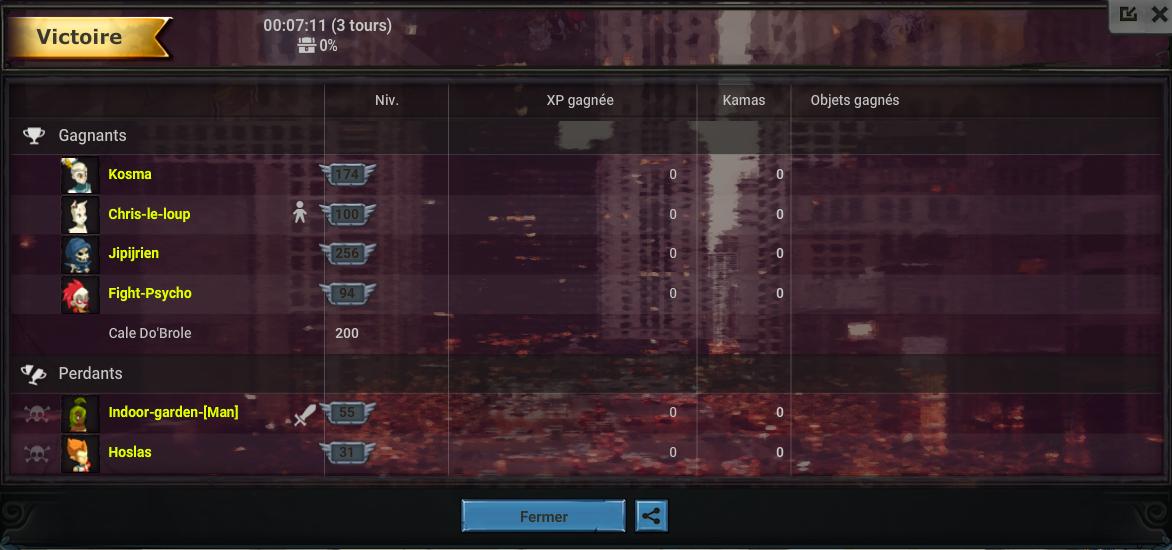 Victoire
00:07:11 (3 tours)
0%
Niv. XP gagnée Kamas Objets gagnés
Gagnants
Kosma 174 0 0
Chris-le-loup 100 0 0
Jipijrien 256 0 0
Fight-Psycho 94 0 0
Cale Do'Brole 200
Perdants
Indoor-garden-[Man] 55 0 0
Hoslas 31 0 0
Fermer